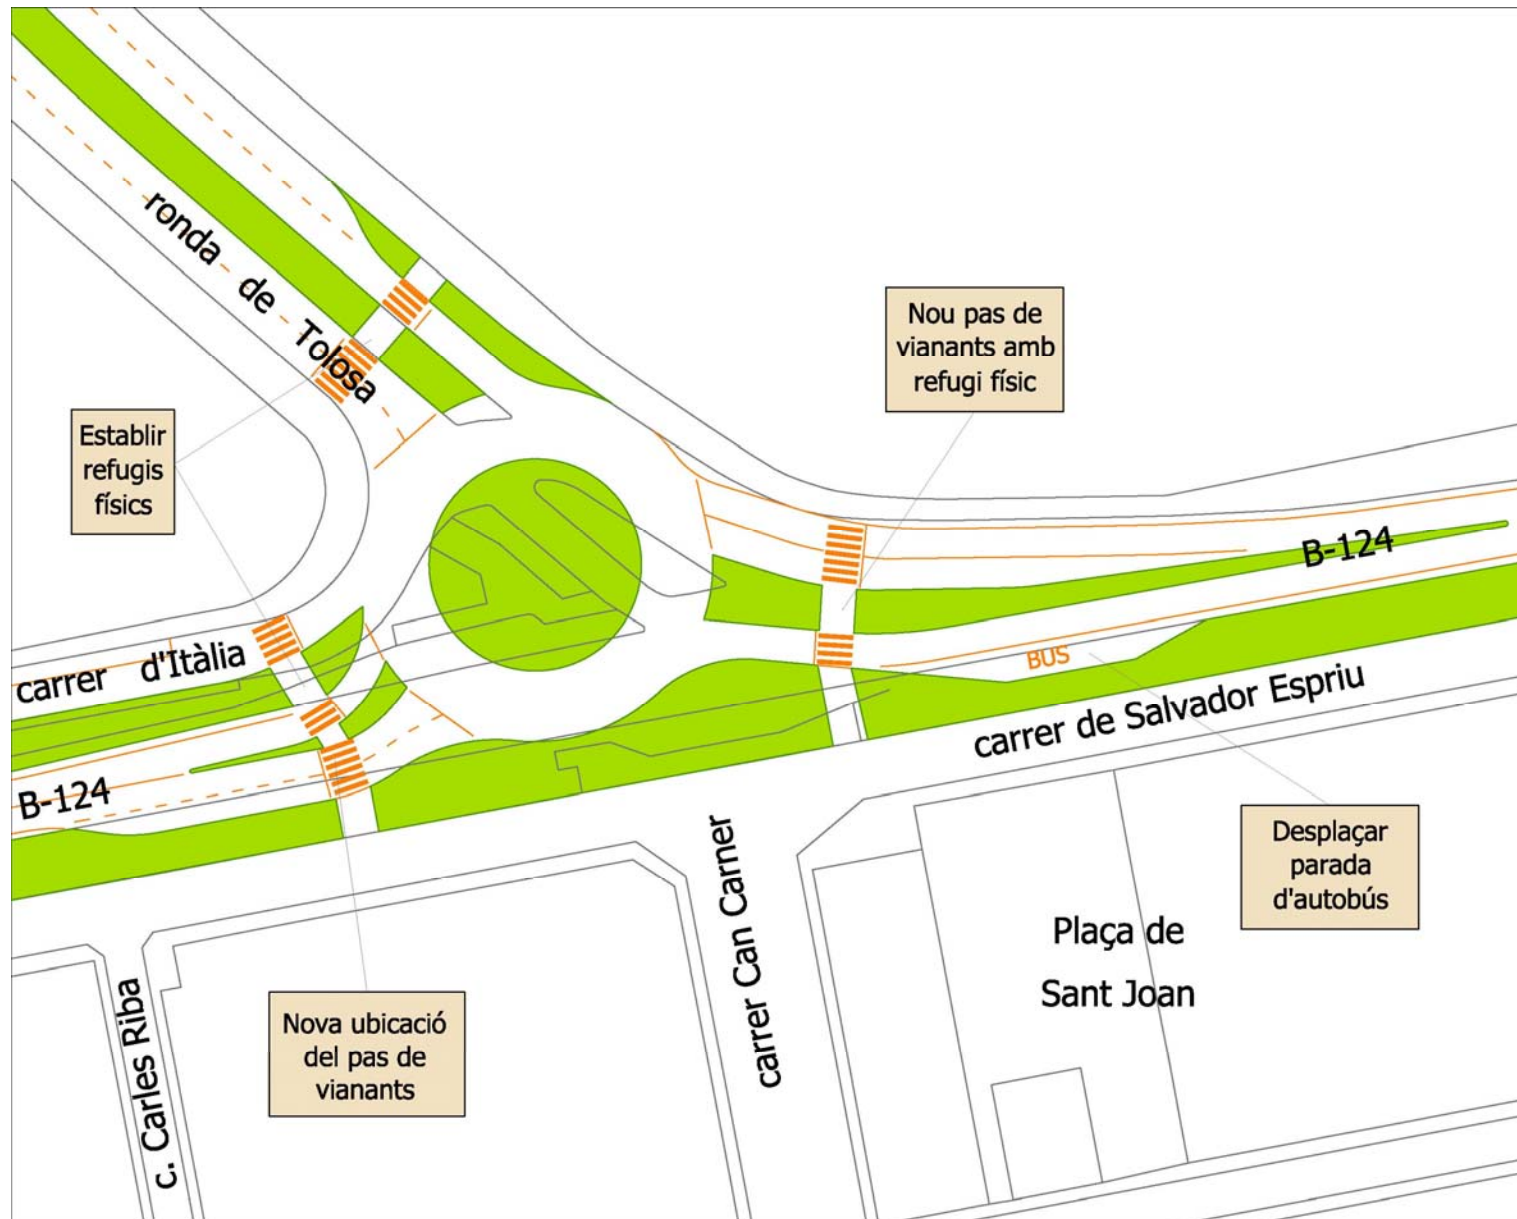 ronda de Tolosa
Nou pas de
vianants amb
refugi físic
Establir
refugis
físics
B-124
carrer d'Itàlia
BUS
carrer de Salvador Espriu
B-124
Desplaçar
parada
d'autobús
carrer Can Carner
Plaça de
Sant Joan
Nova ubicació
del pas de
vianants
c. Carles Riba